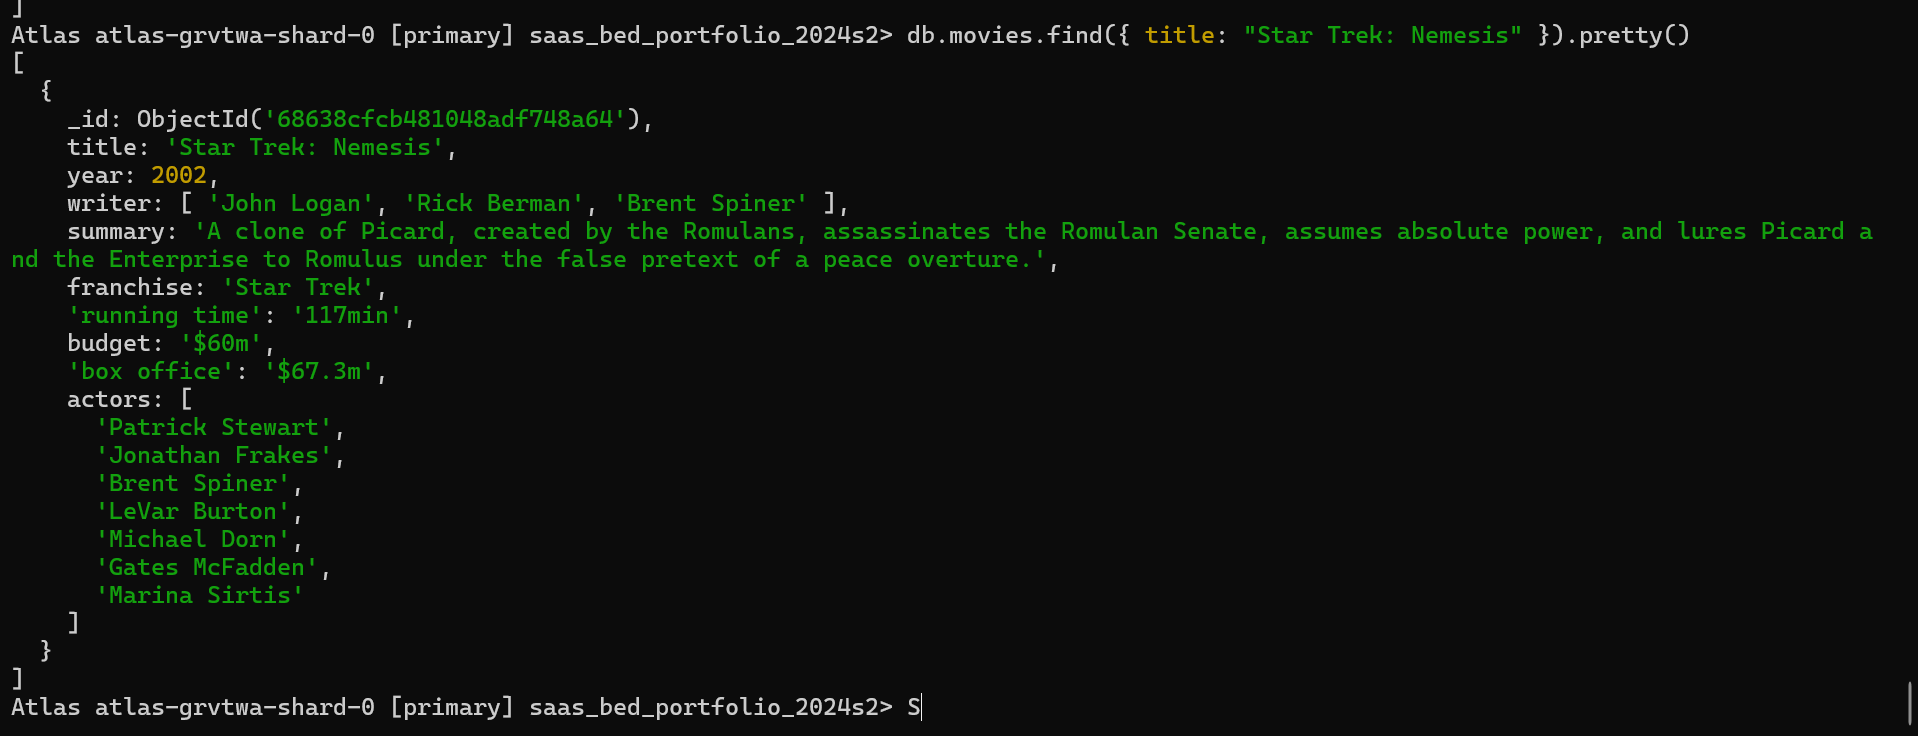 ]
Atlas atlas-grvtwa-shard-0 [primary] saas_bed_portfolio_2024s2> db.movies.find({ title: "Star Trek: Nemesis" }).pretty()
[
  {
    _id: ObjectId('68638cfcb481048adf748a64'),
    title: 'Star Trek: Nemesis',
    year: 2002,
    writer: [ 'John Logan', 'Rick Berman', 'Brent Spiner' ],
    summary: 'A clone of Picard, created by the Romulans, assassinates the Romulan Senate, assumes absolute power, and lures Picard a
nd the Enterprise to Romulus under the false pretext of a peace overture.',
    franchise: 'Star Trek',
    'running time': '117min',
    budget: '$60m',
    'box office': '$67.3m',
    actors: [
      'Patrick Stewart',
      'Jonathan Frakes',
      'Brent Spiner',
      'LeVar Burton',
      'Michael Dorn',
      'Gates McFadden',
      'Marina Sirtis'
    ]
  }
]
Atlas atlas-grvtwa-shard-0 [primary] saas_bed_portfolio_2024s2> S